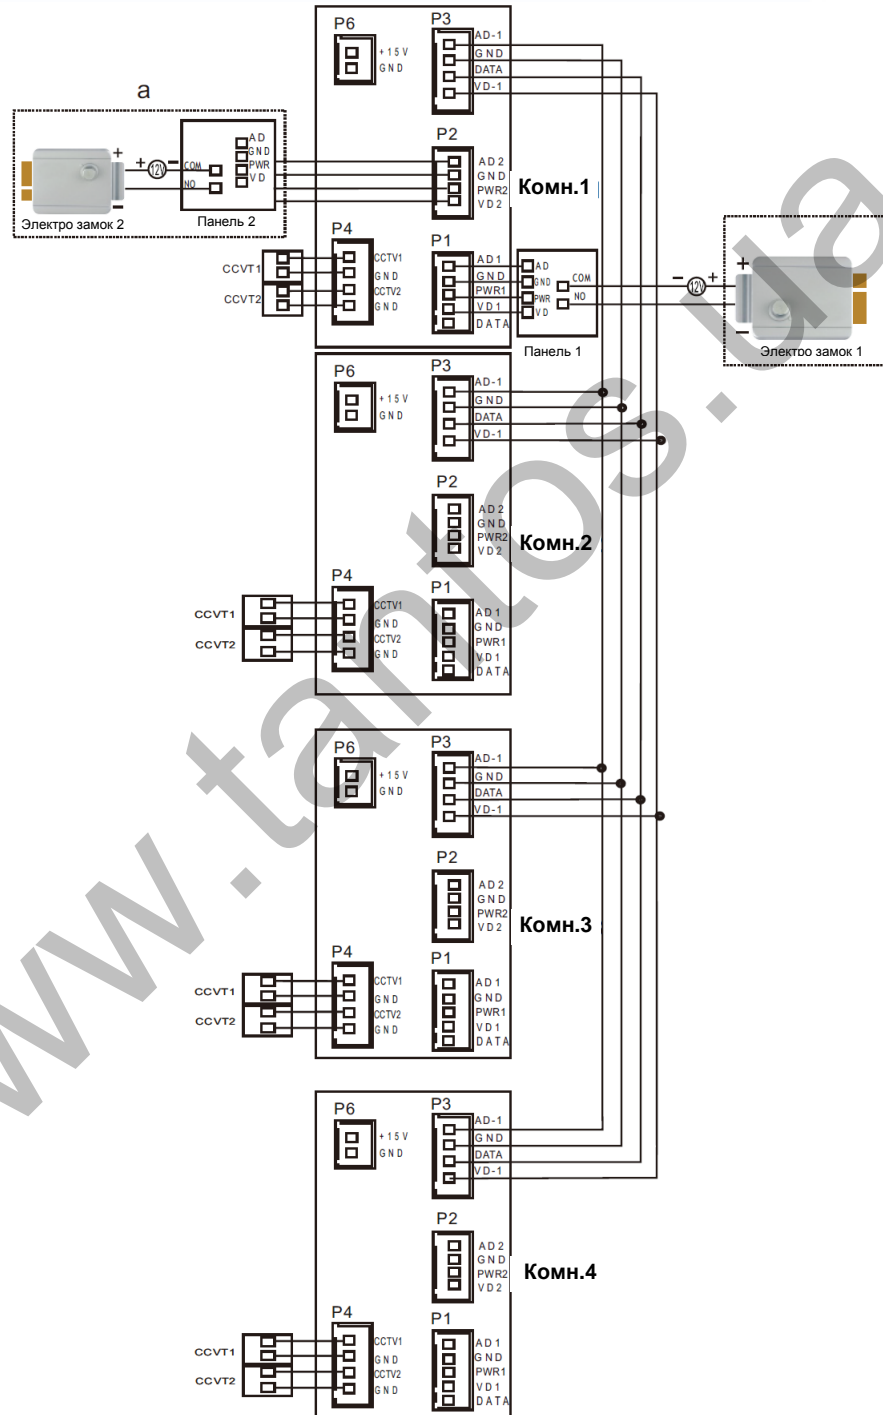 P6
+15V
GND
P3
AD-1
GND
DATA
VD-1
a
+
+
12V
−
COM
NO
−
AD
GND
PWR
VD
Электро замок 2
Панель 2
P2
AD2
GND
PWR2
VD2
Комн.1
P4
CCVT1
CCVT2
CCTV1
GND
CCTV2
GND
P1
AD1
GND
PWR1
VD1
DATA
AD
GND
PWR
VD
COM
NO
Панель 1
−
12V
+
+
−
Электро замок 1
P6
+15V
GND
P3
AD-1
GND
DATA
VD-1
P2
AD2
GND
PWR2
VD2
Комн.2
P4
CCVT1
CCVT2
CCTV1
GND
CCTV2
GND
P1
AD1
GND
PWR1
VD1
DATA
P6
+15V
GND
P3
AD-1
GND
DATA
VD-1
P2
AD2
GND
PWR2
VD2
Комн.3
P4
CCVT1
CCVT2
CCTV1
GND
CCTV2
GND
P1
AD1
GND
PWR1
VD1
DATA
P6
+15V
GND
P3
AD-1
GND
DATA
VD-1
P2
AD2
GND
PWR2
VD2
Комн.4
P4
CCVT1
CCVT2
CCTV1
GND
CCTV2
GND
P1
AD1
GND
PWR1
VD1
DATA
www.tantos.ua